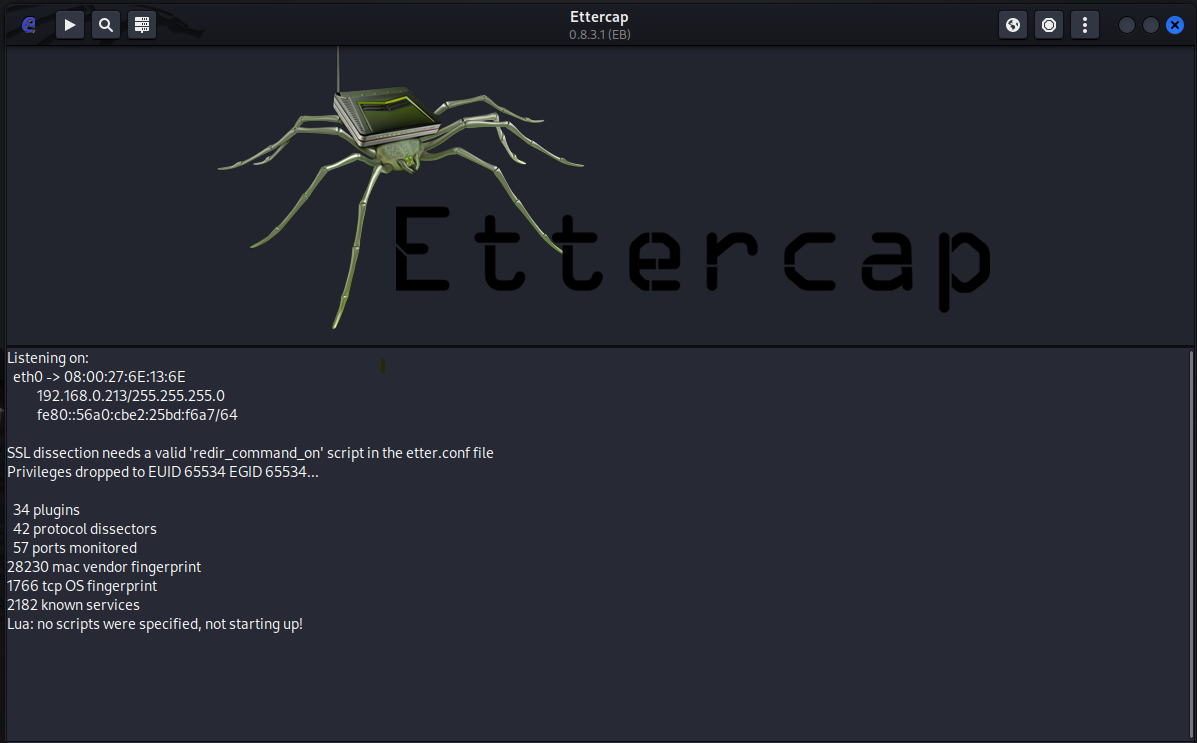 Ettercap
0.8.3.1 (EB)
Ettercap
Listening on:
eth0 -> 08:00:27:6E:13:6E
192.168.0.213/255.255.255.0
fe80::56a0:cbe2:25bd:f6a7/64
SSL dissection needs a valid 'redir_command_on' script in the etter.conf file
Privileges dropped to EUID 65534 EGID 65534...
34 plugins
42 protocol dissectors
57 ports monitored
28230 mac vendor fingerprint
1766 tcp OS fingerprint
2182 known services
Lua: no scripts were specified, not starting up!